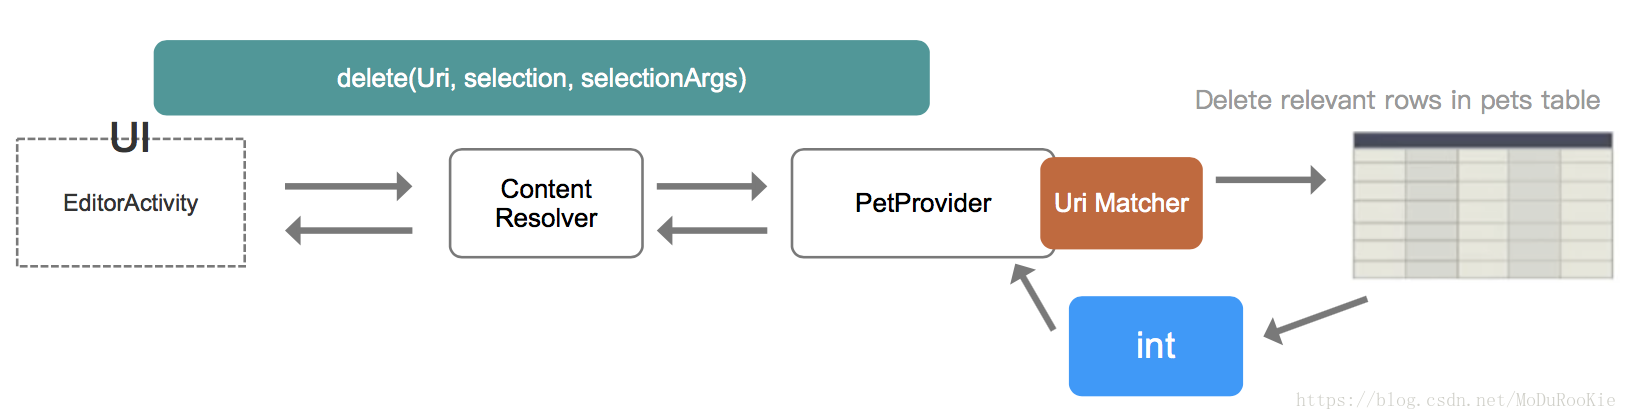 delete(Uri, selection, selectionArgs)
Delete relevant rows in pets table
UI
EditorActivity
Content
Resolver
PetProvider
Uri Matcher
int
https://blog.csdn.net/MoDuRooKie